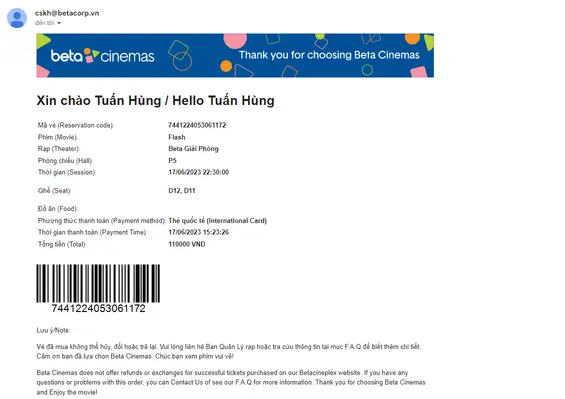 cskh@betacorp.vn
đến tôi
beta cinemas
Thank you for choosing Beta Cinemas
Xin chào Tuấn Hùng / Hello Tuấn Hùng
Mã vé (Reservation code): 7441224053061172
Phim (Movie): Flash
Rạp (Theater): Beta Giải Phóng
Phòng chiếu (Hall) P5
Thời gian (Session): 17/06/2023 22:30:00
Ghế (Seat): D12, D11
Đồ ăn (Food):
Phương thức thanh toán (Payment method): Thẻ quốc tế (International Card)
Thời gian thanh toán (Payment Time): 17/06/2023 15:23:26
Tổng tiền (Total): 110000 VND
7441224053061172
Lưu ý/Note:
Vé đã mua không thể hủy, đổi hoặc trả lại. Vui lòng liên hệ Ban Quản Lý rạp hoặc tra cứu thông tin tại mục F.A.Q để biết thêm chi tiết.
Cảm ơn bạn đã lựa chọn Beta Cinemas. Chúc bạn xem phim vui vẻ!
Beta Cinemas does not offer refunds or exchanges for successful tickets purchased on our Betacineplex website. If you have any
questions or problems with this order, you can Contact Us of see our F.A.Q for more information. Thank you for choosing Beta Cinemas
and Enjoy the movie!